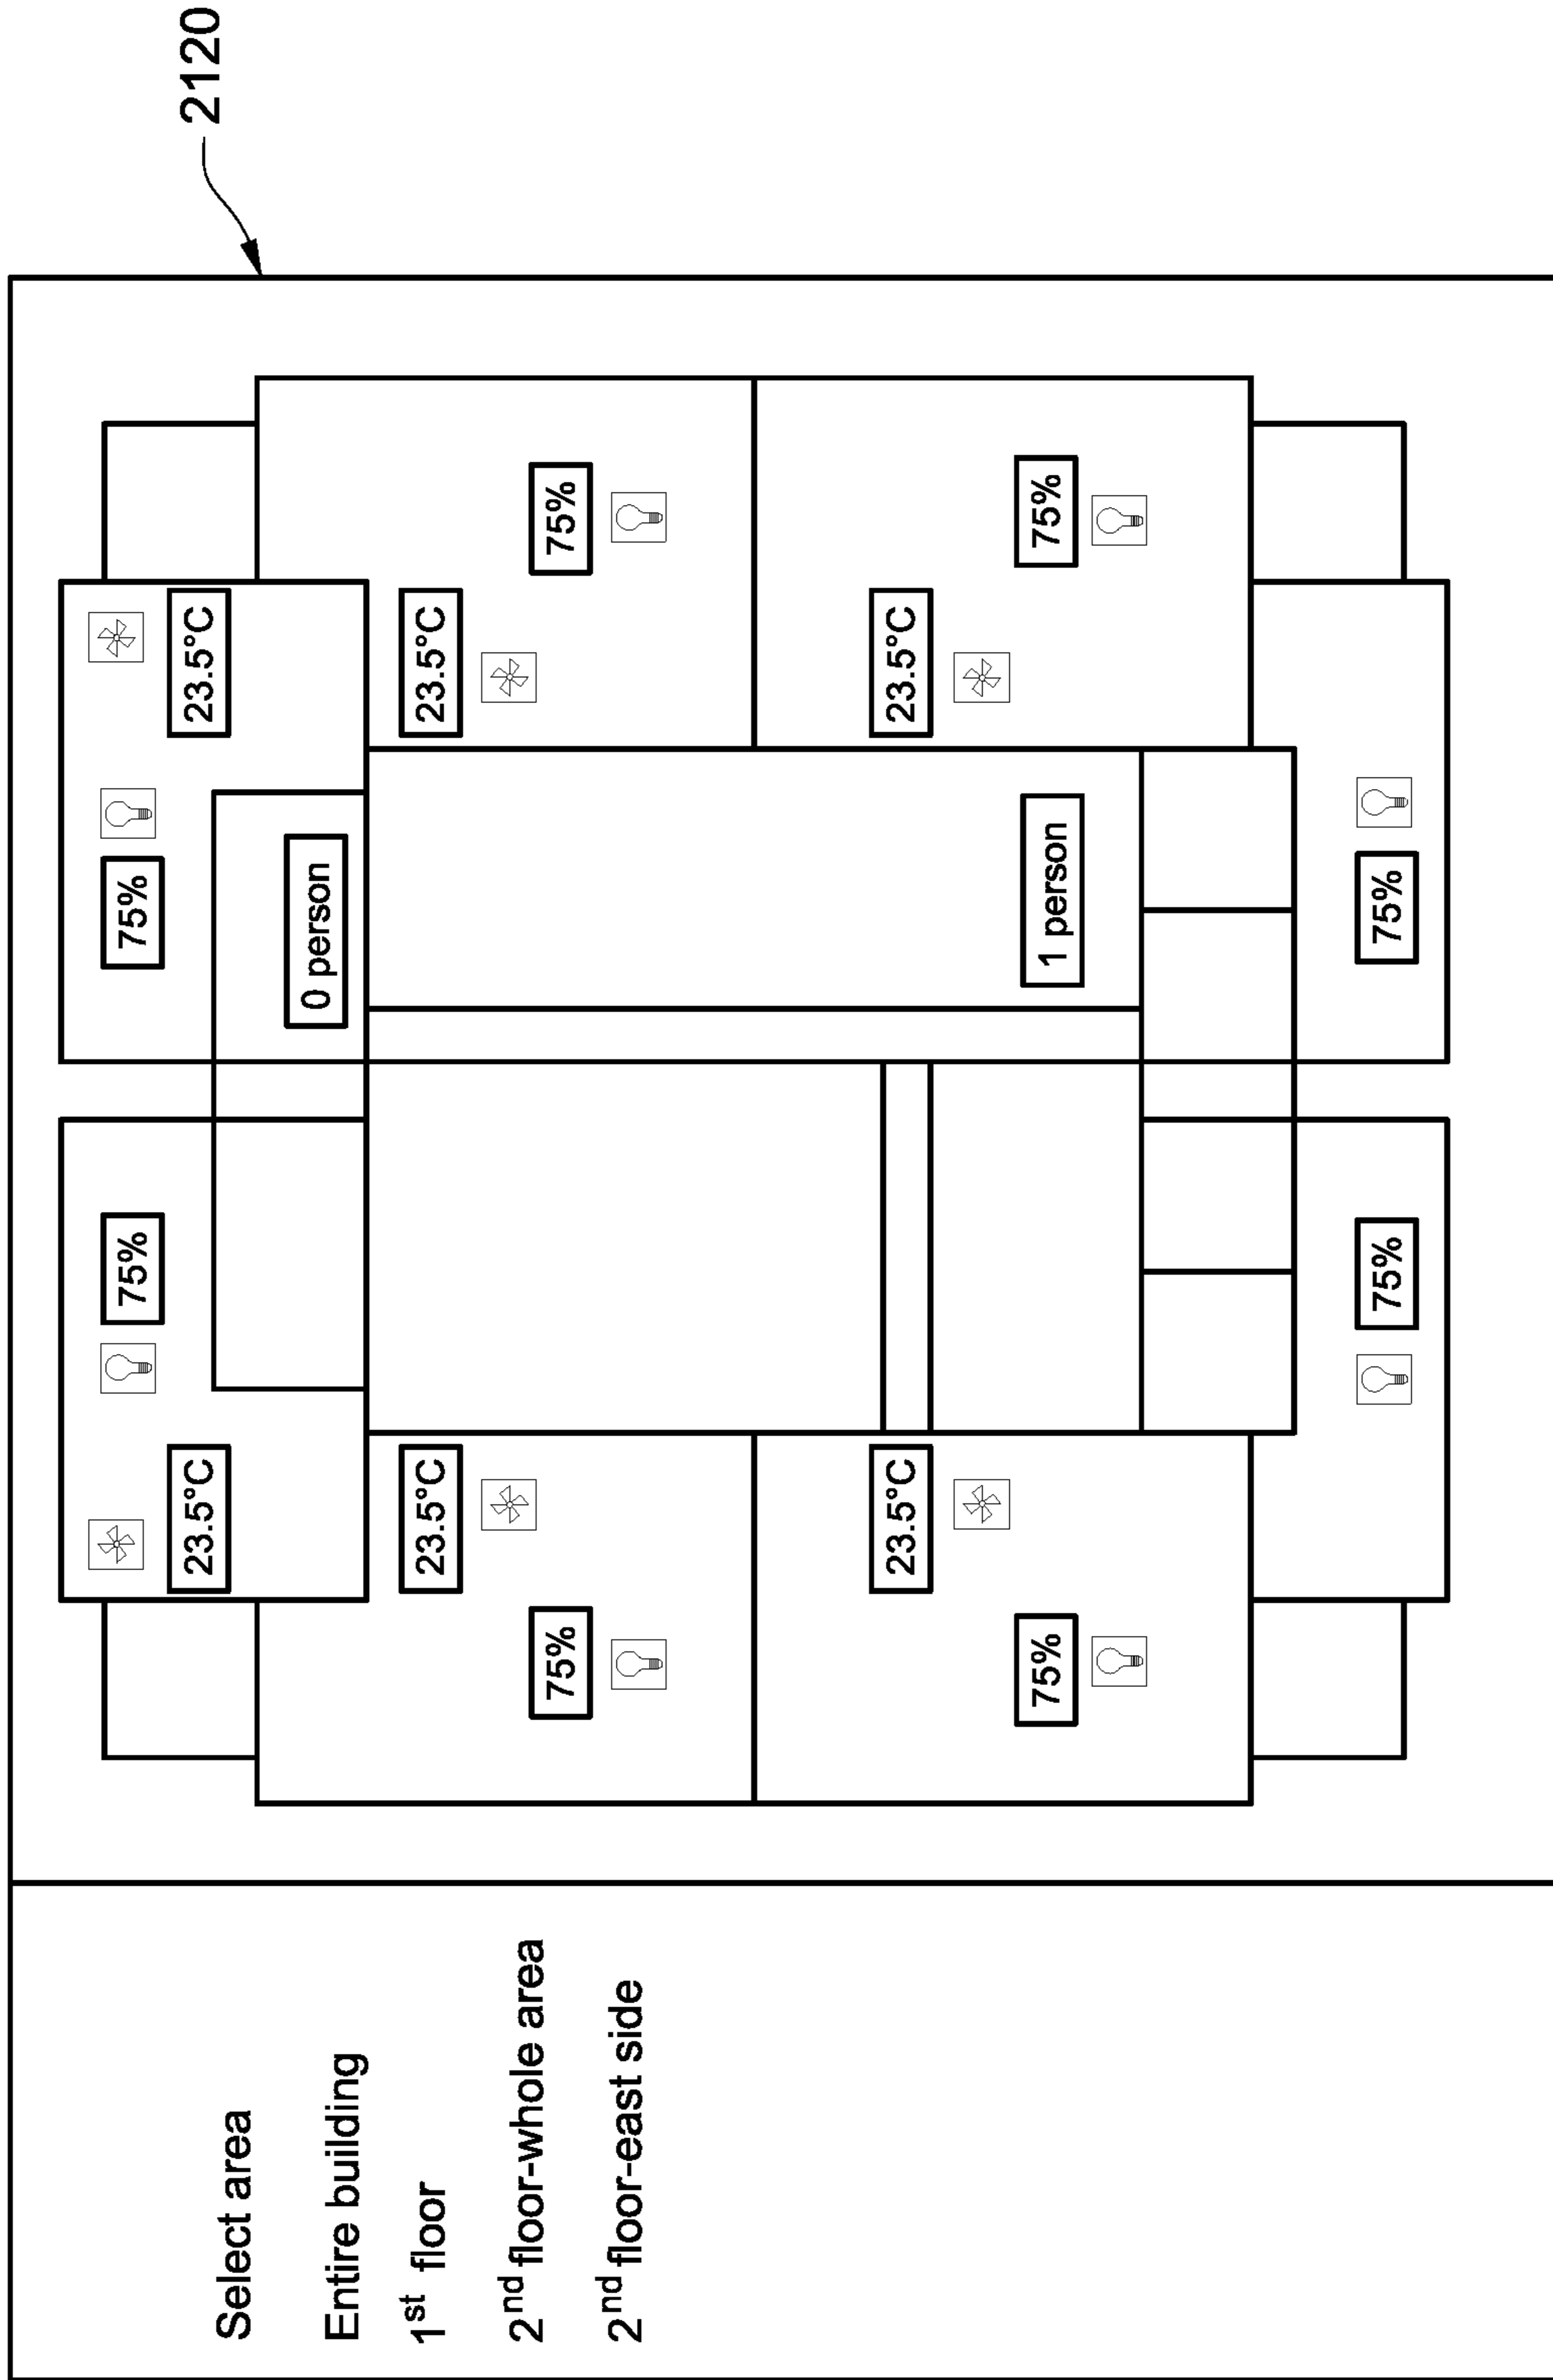 2120
Select area
Entire building
1st floor
2nd floor-whole area
2nd floor-east side
75%
75%
23.5°C
23.5°C
0 person
23.5°C
23.5°C
75%
75%
23.5°C
23.5°C
75%
1 person
75%
75%
75%